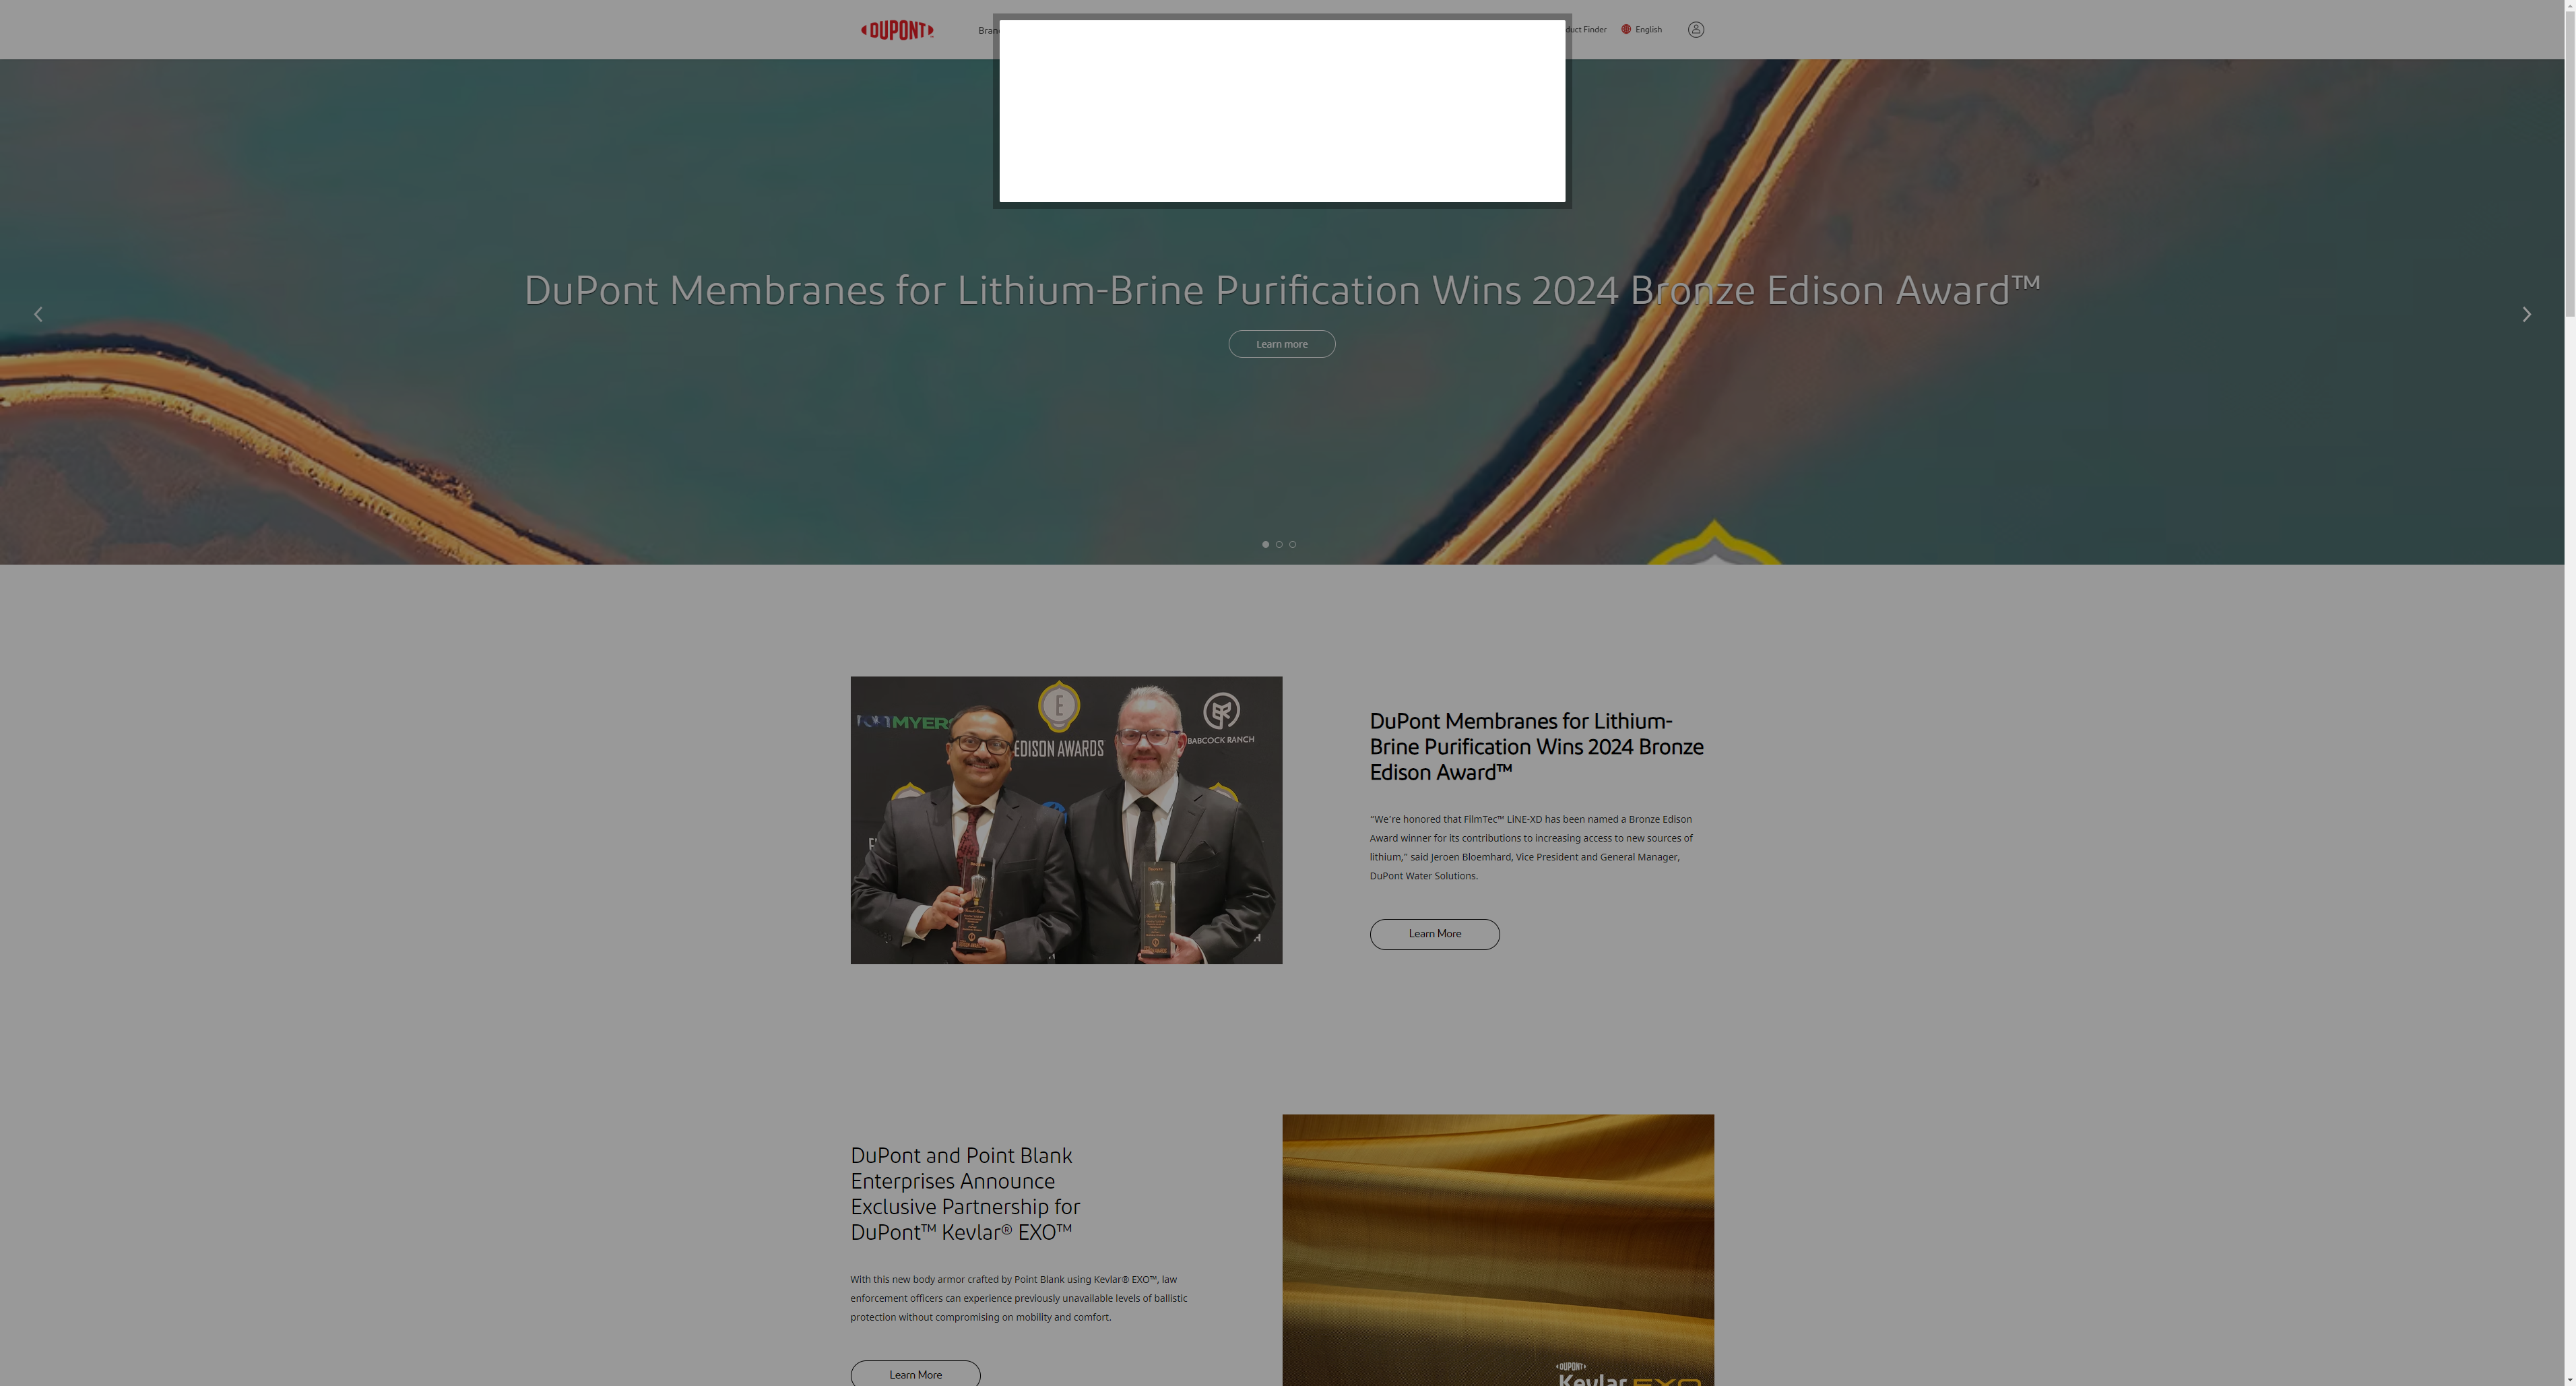 DUPONT
duct Finder
English
DuPont Membranes for Lithium-Brine Purification Wins 2024 Bronze Edison Award™
Learn more
MYER
E
EDISON AWARDS
BABCOCK RANCH
DuPont Membranes for Lithium-
Brine Purification Wins 2024 Bronze
Edison Award™
"We're honored that FilmTec™ LiNE-XD has been named a Bronze Edison
Award winner for its contributions to increasing access to new sources of
lithium," said Jeroen Bloemhard, Vice President and General Manager,
DuPont Water Solutions.
Learn More
DuPont and Point Blank
Enterprises Announce
Exclusive Partnership for
DuPont™ Kevlar® EXO™
With this new body armor crafted by Point Blank using Kevlar® EXO™, law
enforcement officers can experience previously unavailable levels of ballistic
protection without compromising on mobility and comfort.
Learn More
DUPONT
Kevlar EXO